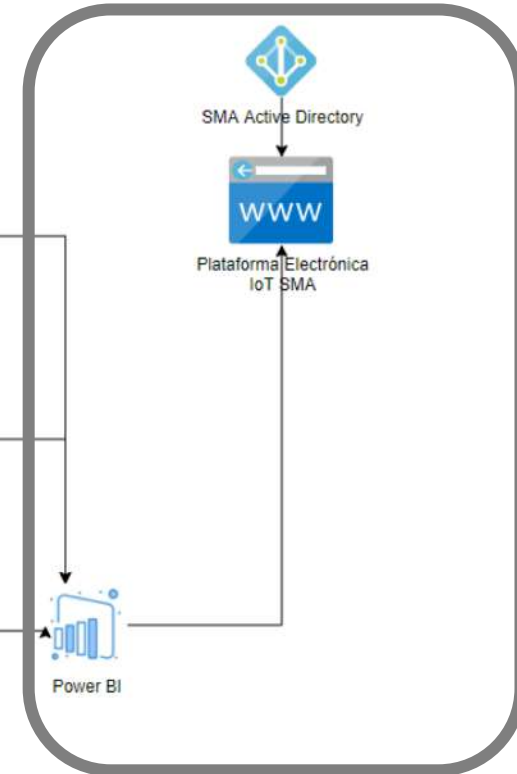 SMA Active Directory
www
Plataforma Electrónica
IoT SMA
Power BI